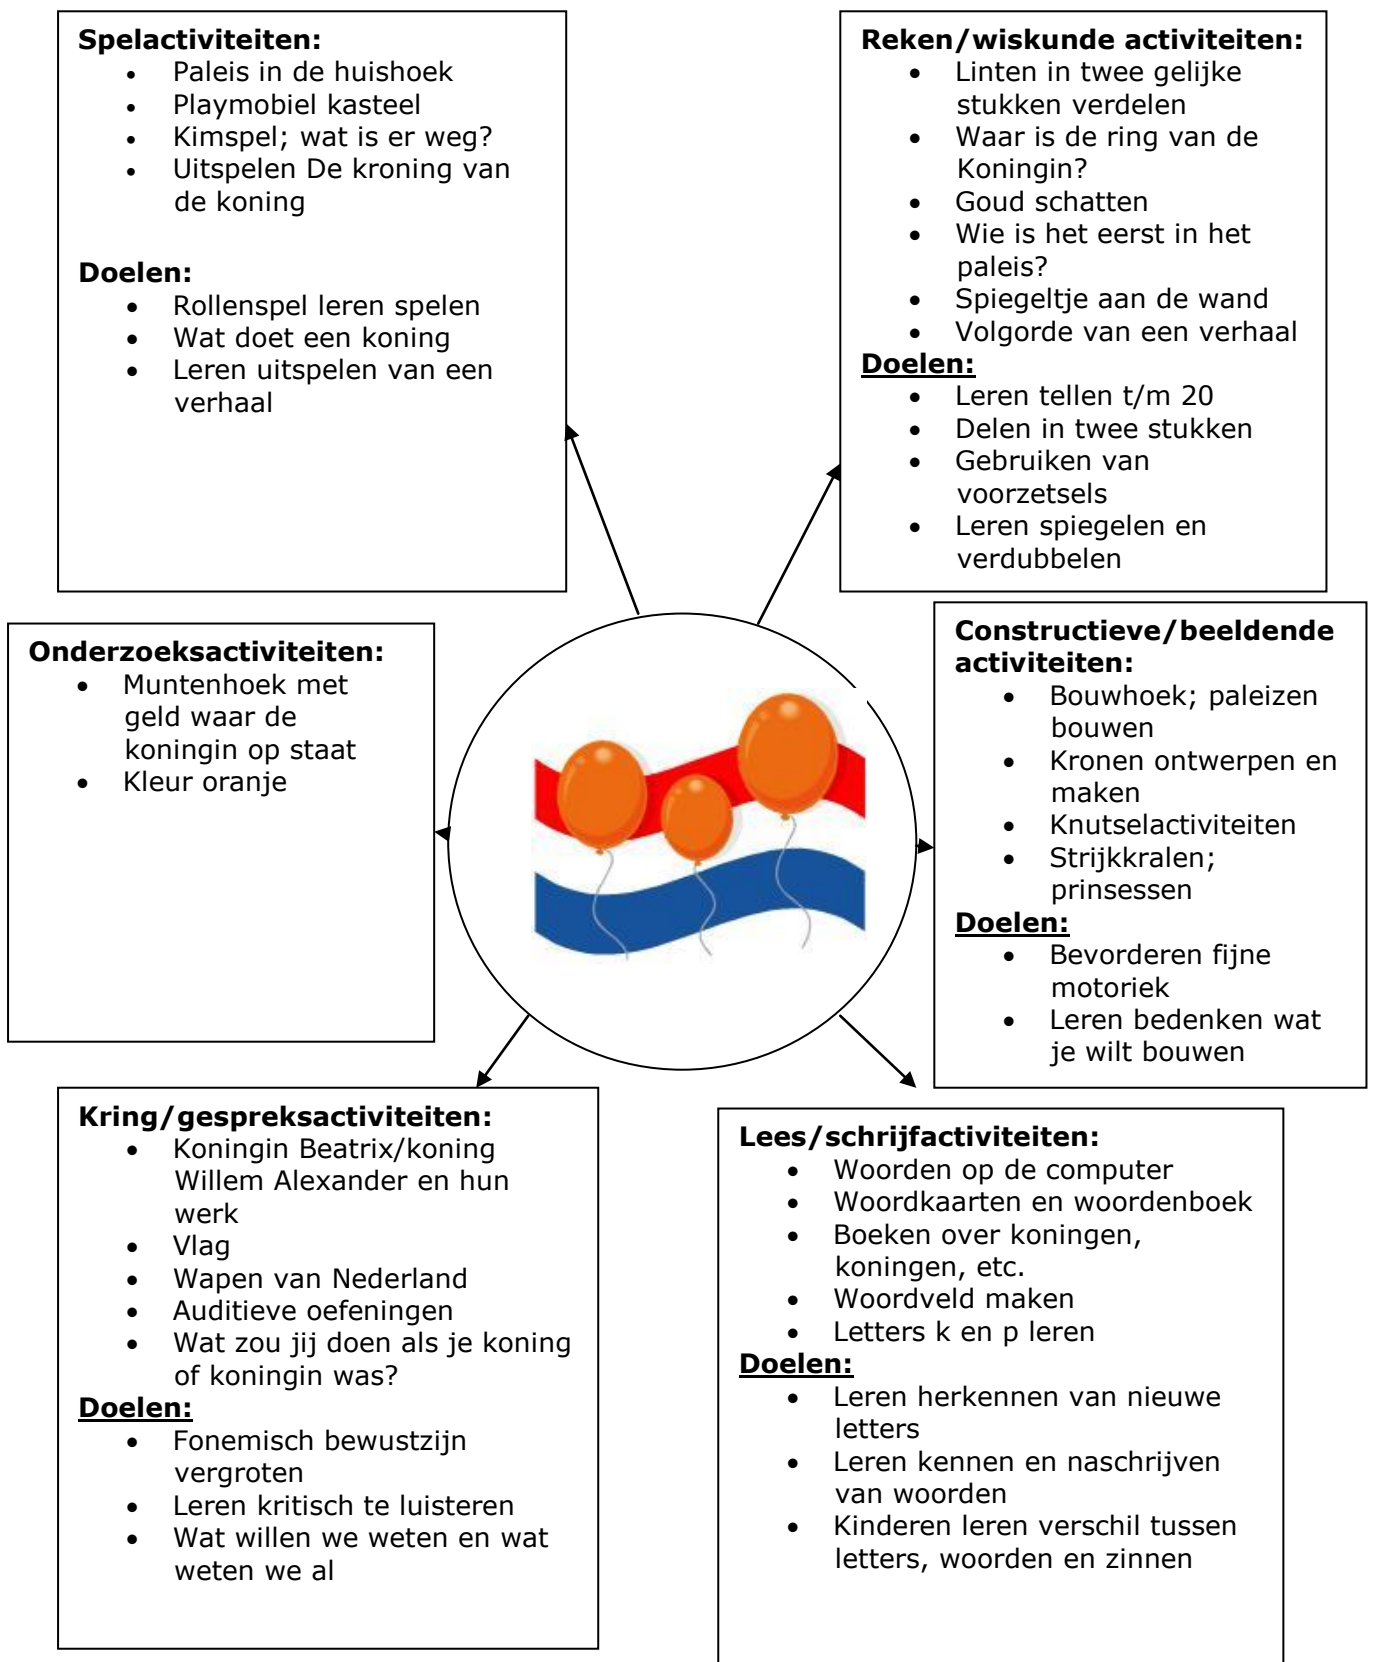 Spelactiviteiten:
• Paleis in de huishoek
• Playmobiel kasteel
• Kimspel; wat is er weg?
• Uitspelen De kroning van
de koning
Doelen:
• Rollenspel leren spelen
• Wat doet een koning
• Leren uitspelen van een
verhaal
Reken/wiskunde activiteiten:
• Linten in twee gelijke
stukken verdelen
• Waar is de ring van de
Koningin?
• Goud schatten
• Wie is het eerst in het
paleis?
• Spiegeltje aan de wand
• Volgorde van een verhaal
Doelen:
• Leren tellen t/m 20
• Delen in twee stukken
• Gebruiken van
voorzetsels
• Leren spiegelen en
verdubbelen
Onderzoeksactiviteiten:
• Muntenhoek met
geld waar de
koningin op staat
• Kleur oranje
Constructieve/beeldende
activiteiten:
• Bouwhoek; paleizen
bouwen
• Kronen ontwerpen en
maken
• Knutselactiviteiten
• Strijkkralen;
prinsessen
Doelen:
• Bevorderen fijne
motoriek
• Leren bedenken wat
je wilt bouwen
Kring/gespreksactiviteiten:
• Koningin Beatrix/koning
Willem Alexander en hun
werk
• Vlag
• Wapen van Nederland
• Auditieve oefeningen
• Wat zou jij doen als je koning
of koningin was?
Doelen:
• Fonemisch bewustzijn
vergroten
• Leren kritisch te luisteren
• Wat willen we weten en wat
weten we al
Lees/schrijfactiviteiten:
• Woorden op de computer
• Woordkaarten en woordenboek
• Boeken over koningen,
koningen, etc.
• Woordveld maken
• Letters k en p leren
Doelen:
• Leren herkennen van nieuwe
letters
• Leren kennen en naschrijven
van woorden
• Kinderen leren verschil tussen
letters, woorden en zinnen